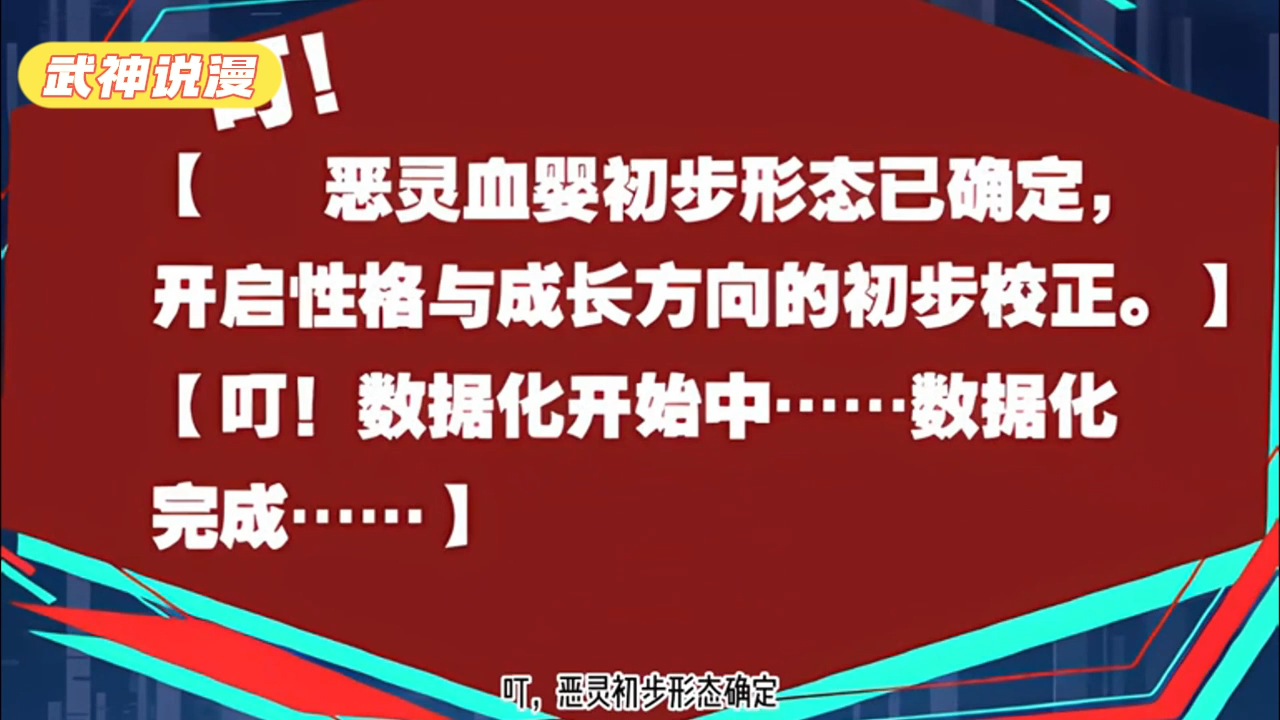 武神说漫
叮！
【 恶灵血婴初步形态已确定，
开启性格与成长方向的初步校正。】
【叮！数据化开始中……数据化
完成……】
叮，恶灵初步形态确定